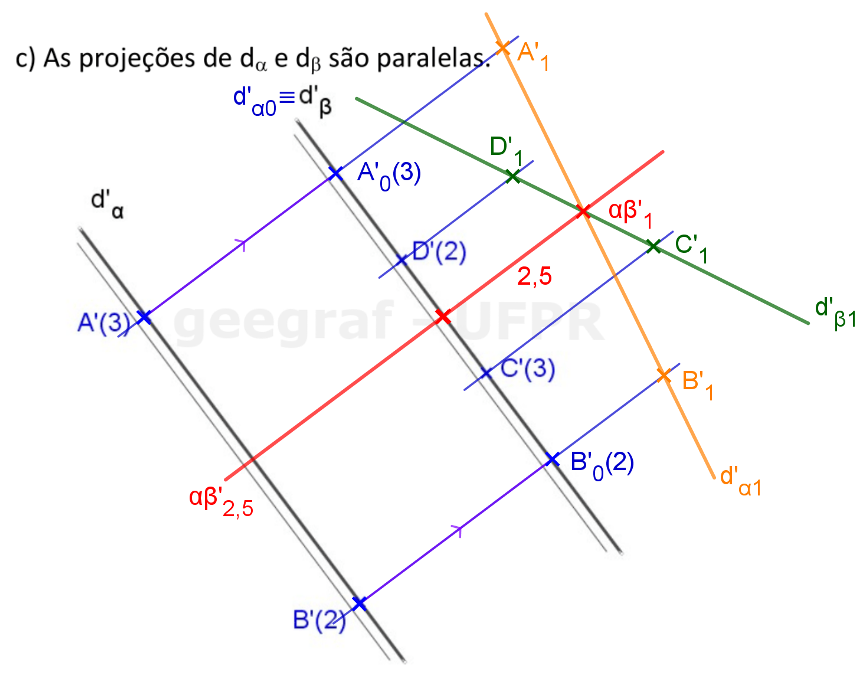 c) As projeções de dα e dβ são paralelas.
A'1
d'α0≡d'β
D'1
A'0(3)
d'α
αβ'1
D'(2)
C'1
2,5
d'β1
A'(3)
geegraf - UFPR
C'(3)
B'1
B'0(2)
d'α1
αβ'2,5
B'(2)